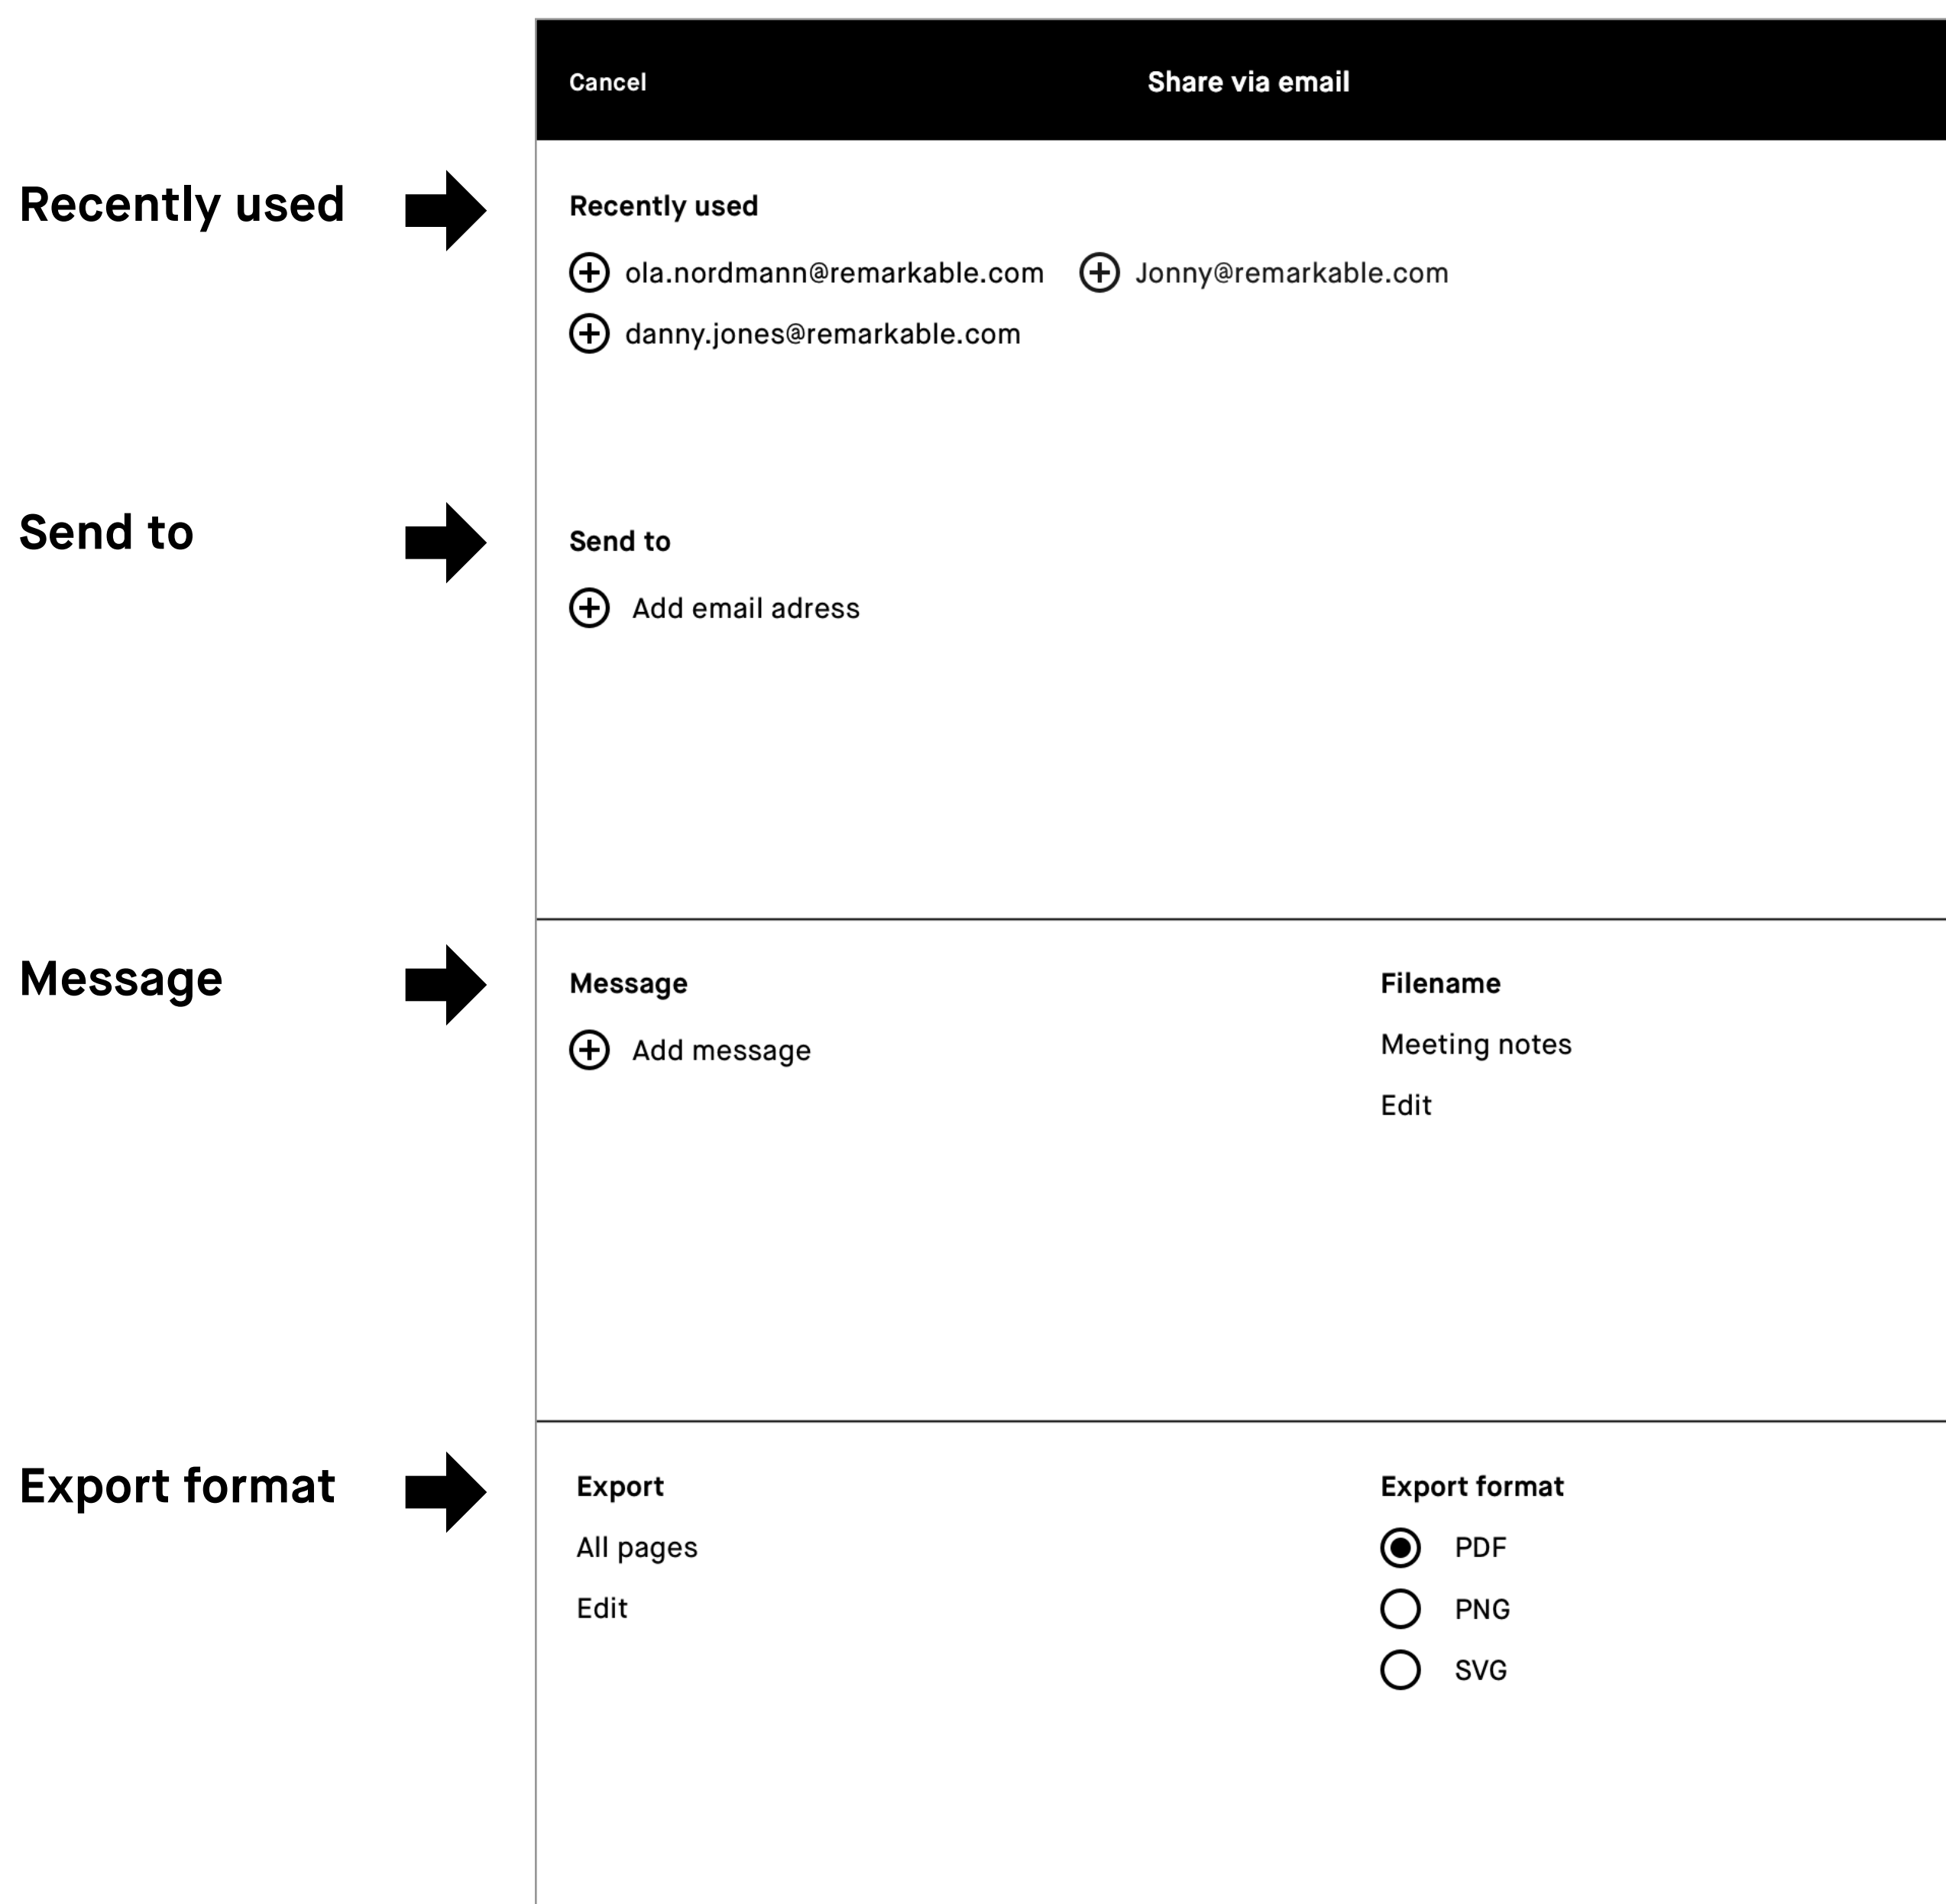 Cancel Share via email
Recently used
Recently used
ola.nordmann@remarkable.com Jonny@remarkable.com
danny.jones@remarkable.com
Send to
Send to
Add email adress
Message
Message
Add message
Filename
Meeting notes
Edit
Export format
Export
All pages
Edit
Export format
PDF
PNG
SVG